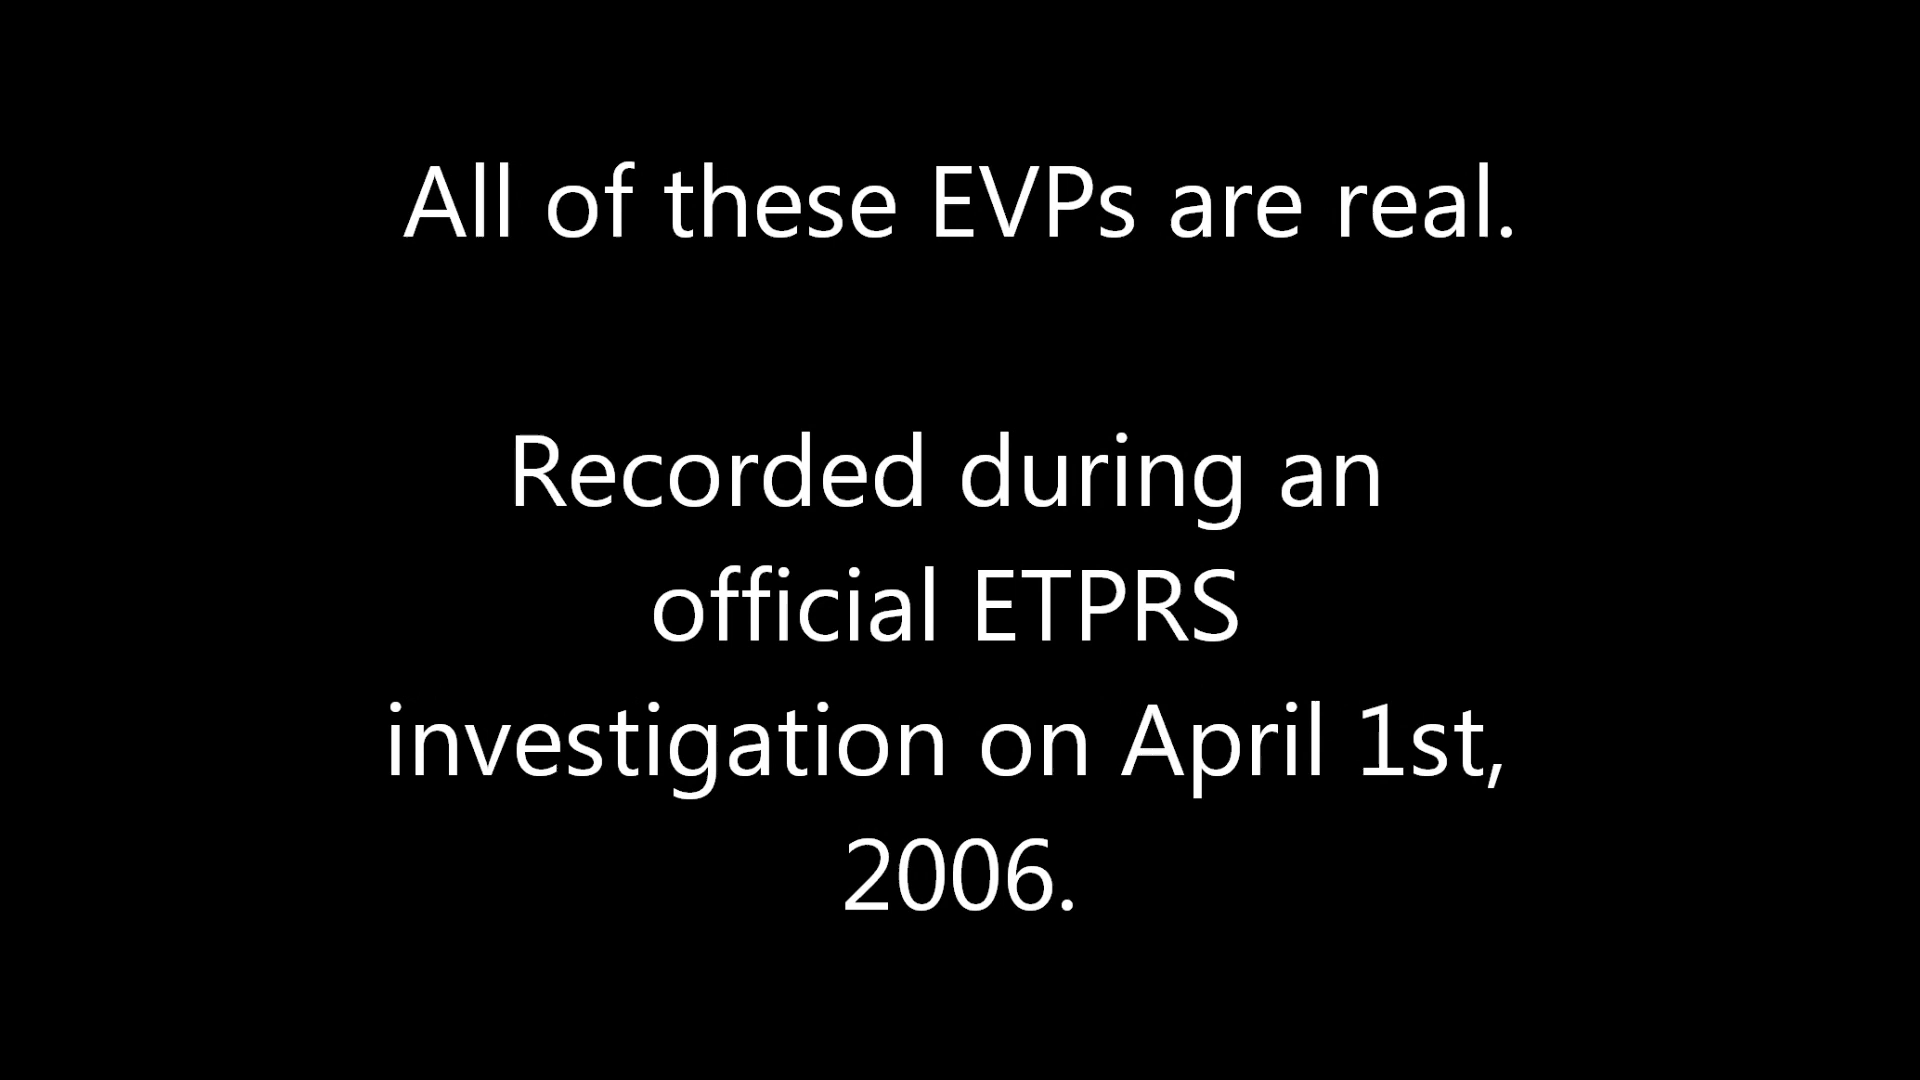 All of these EVPs are real.
Recorded during an
official ETPRS
investigation on April 1st,
2006.